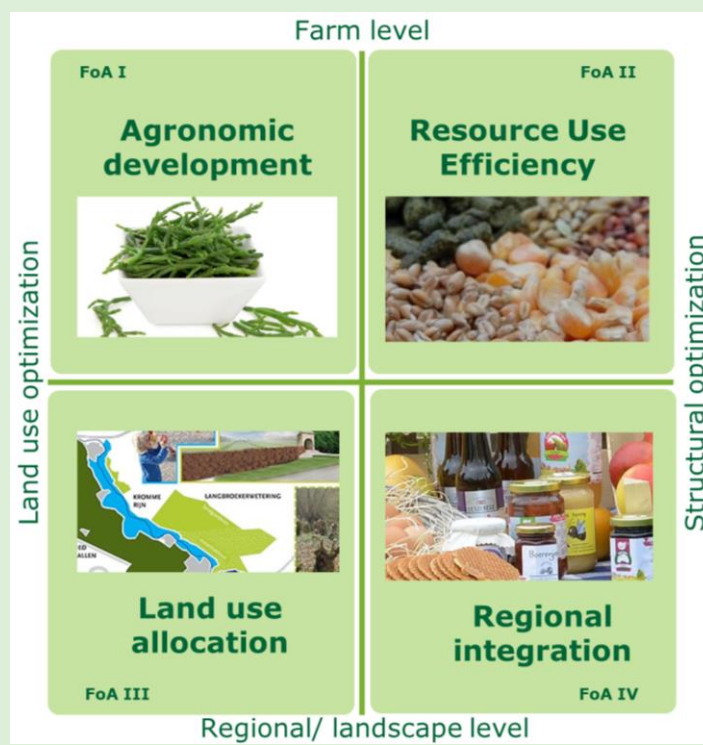 Farm level
FoA I
FoA II
Agronomic
development
Resource Use
Efficiency
Land use optimization
Structural optimization
KROMME
RIJN
LANGBROEKERWETERING
Land use
allocation
Regional
integration
FoA III
FoA IV
Regional/ landscape level